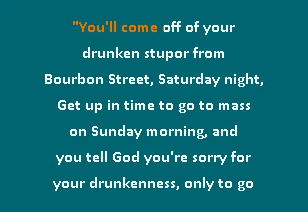 "You'll come off of your
drunken stupor from
Bourbon Street, Saturday night,
Get up in time to go to mass
on Sunday morning, and
you tell God you're sorry for
your drunkenness, only to go